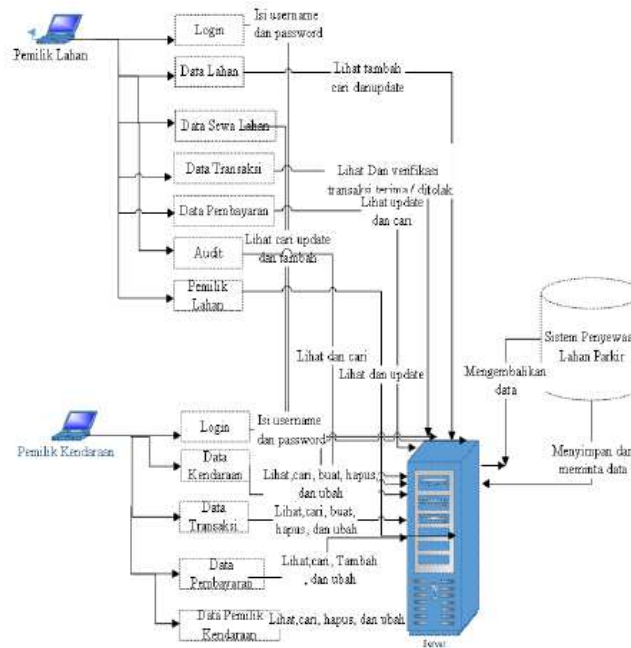 Login
Isi username
dan password
Pemilik Lahan
Data Lahan
Lihat tambah
cari danupdate
Data Sewa Lahan
Data Transaksi
Lihat Dan verifikasi
transaksi terima / ditolak
Data Pembayaran
Lihat update
dan cari
Audit
Lihat cari update
dan tambah
Pemilik
Lahan
Lihat dan cari
Lihat dan update
Sistem Penyewaa
Lahan Parkir
Mengembalikan
data
Menyimpan dan
meminta data
Pemilik Kendaraan
Login
Isi username
dan password
Data
Kendaraan
Lihat,cari, buat, hapus,
dan ubah
Data
Transaksi
Lihat,cari, buat,
hapus, dan ubah
Data
Pembayaran
Lihat,cari, Tambah
, dan ubah
Data Pemilik
Kendaraan
Lihat,cari, hapus, dan ubah
Server